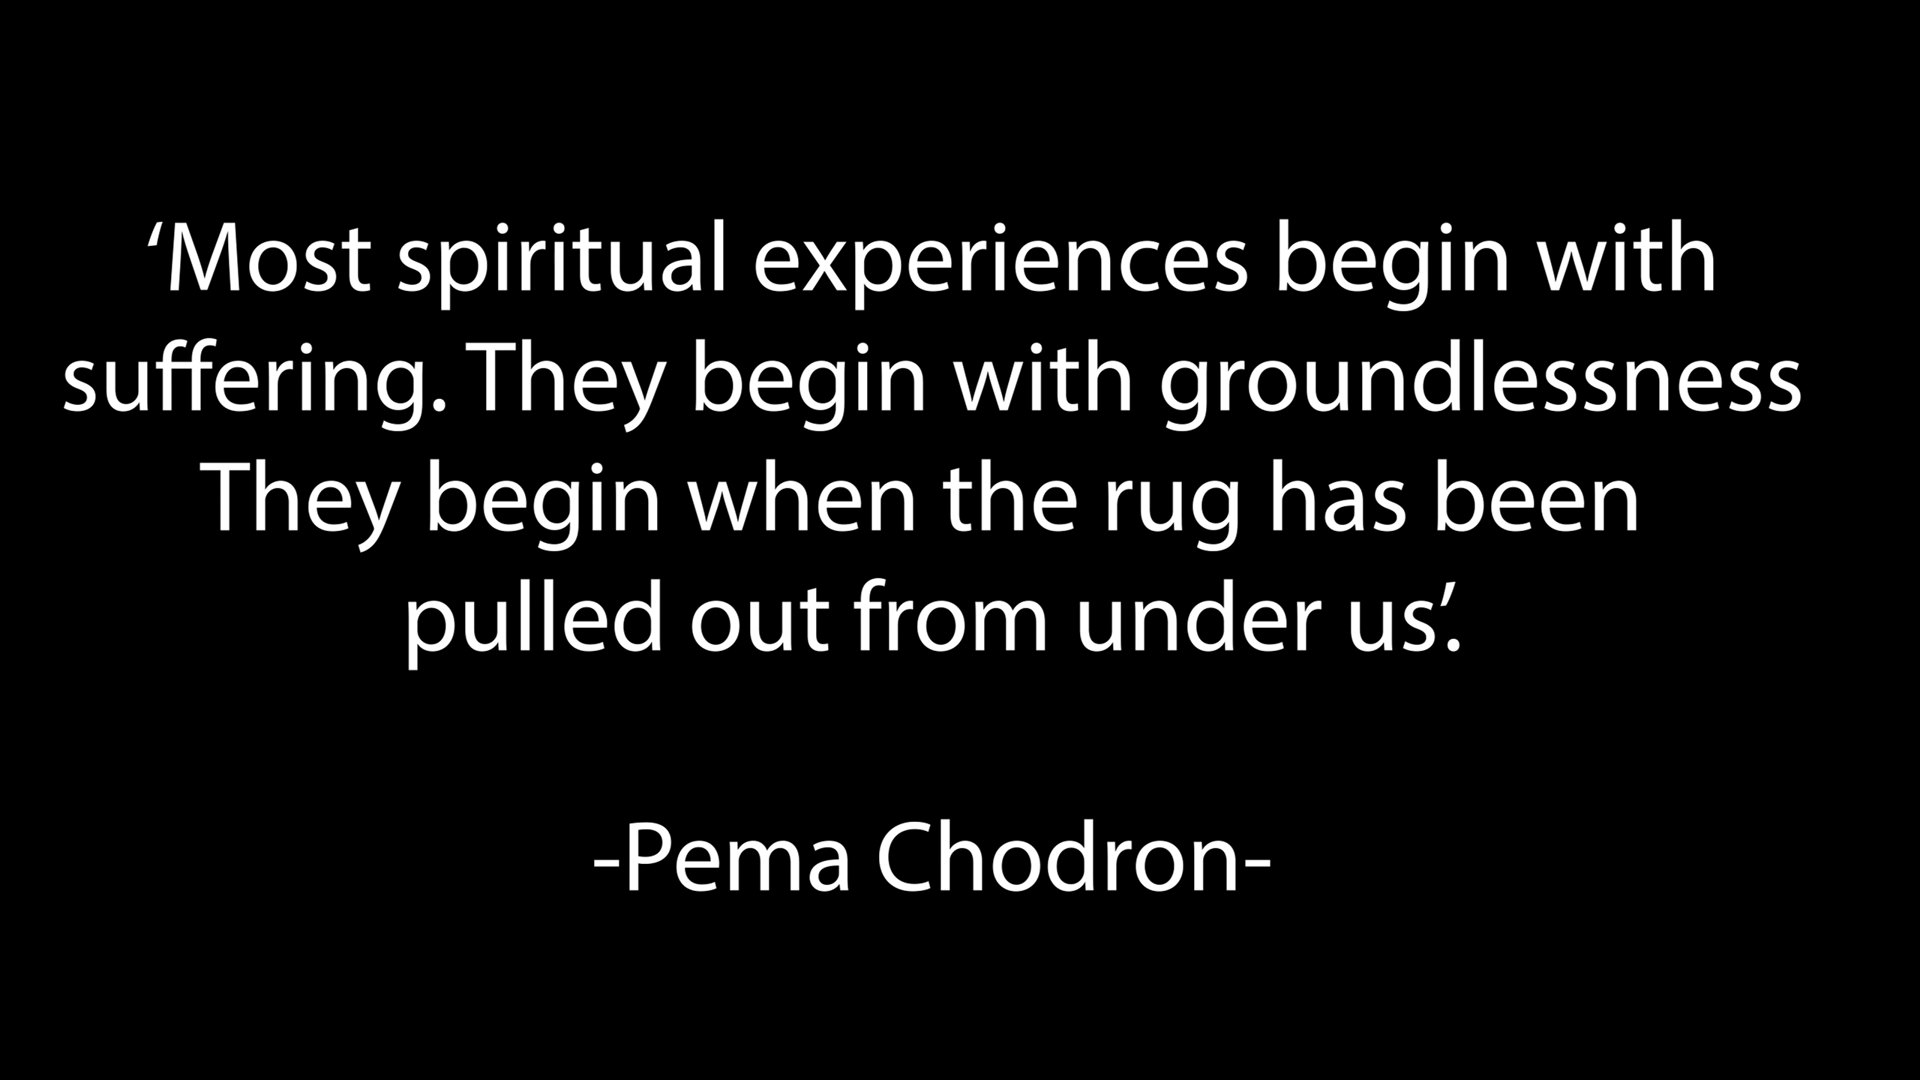 ‘Most spiritual experiences begin with
suffering. They begin with groundlessness
They begin when the rug has been
pulled out from under us’.
-Pema Chodron-